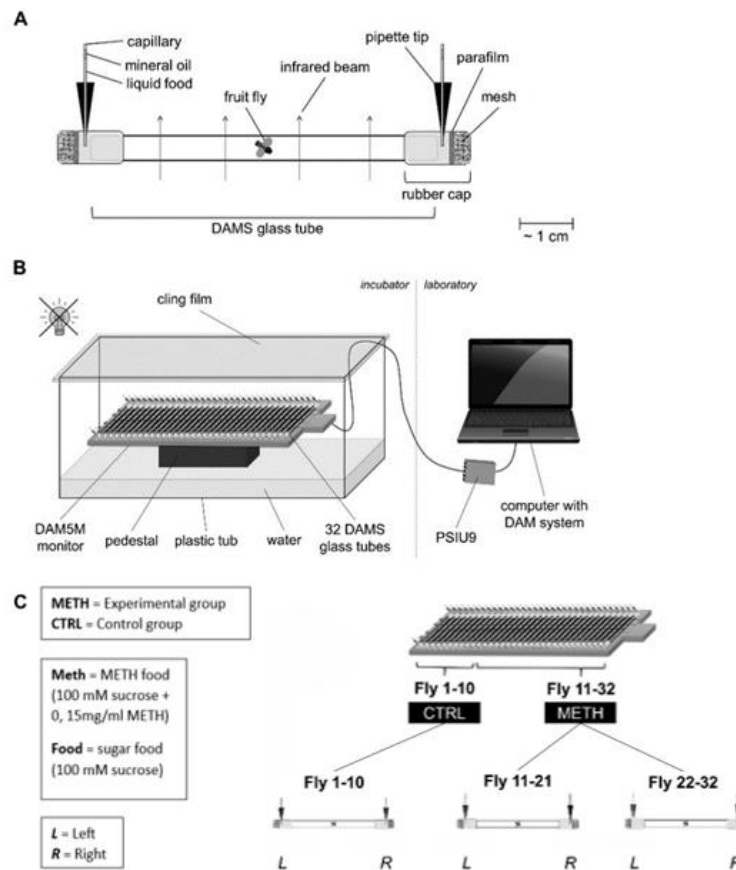 A
capillary
mineral oil
liquid food
infrared beam
fruit fly
pipette tip
parafilm
mesh
rubber cap
DAMS glass tube
~ 1 cm
B
incubator laboratory
cling film
DAM5M
monitor
pedestal
plastic tub
water
32 DAMS
glass tubes
PSIU9
computer with
DAM system
C
METH = Experimental group
CTRL = Control group
Meth = METH food
(100 mM sucrose +
0, 15mg/ml METH)
Food = sugar food
(100 mM sucrose)
L = Left
R = Right
Fly 1-10 Fly 11-32
CTRL METH
Fly 1-10 Fly 11-21 Fly 22-32
L R L R L R